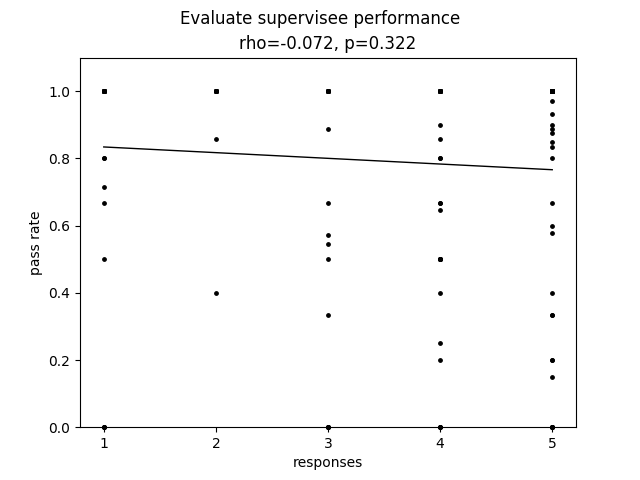 Evaluate supervisee performance
rho=-0.072, p=0.322
1.0
0.8
0.6
0.4
0.2
0.0
pass rate
1 2 3 4 5
responses